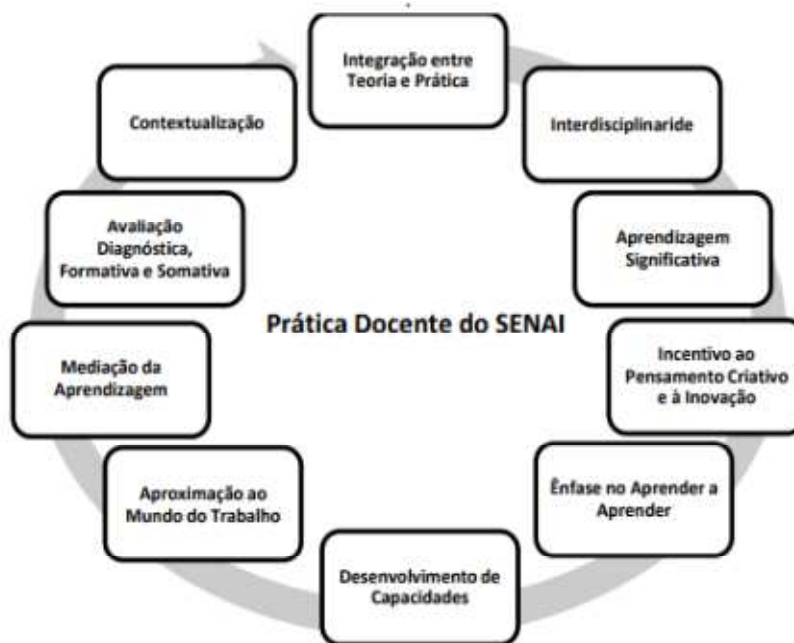 Integração entre
Teoria e Prática
Interdisciplinaride
Aprendizagem
Significativa
Incentivo ao
Pensamento Criativo
e à Inovação
Ênfase no Aprender a
Aprender
Desenvolvimento de
Capacidades
Aproximação ao
Mundo do Trabalho
Mediação da
Aprendizagem
Avaliação
Diagnóstica,
Formativa e Somativa
Contextualização
Prática Docente do SENAI